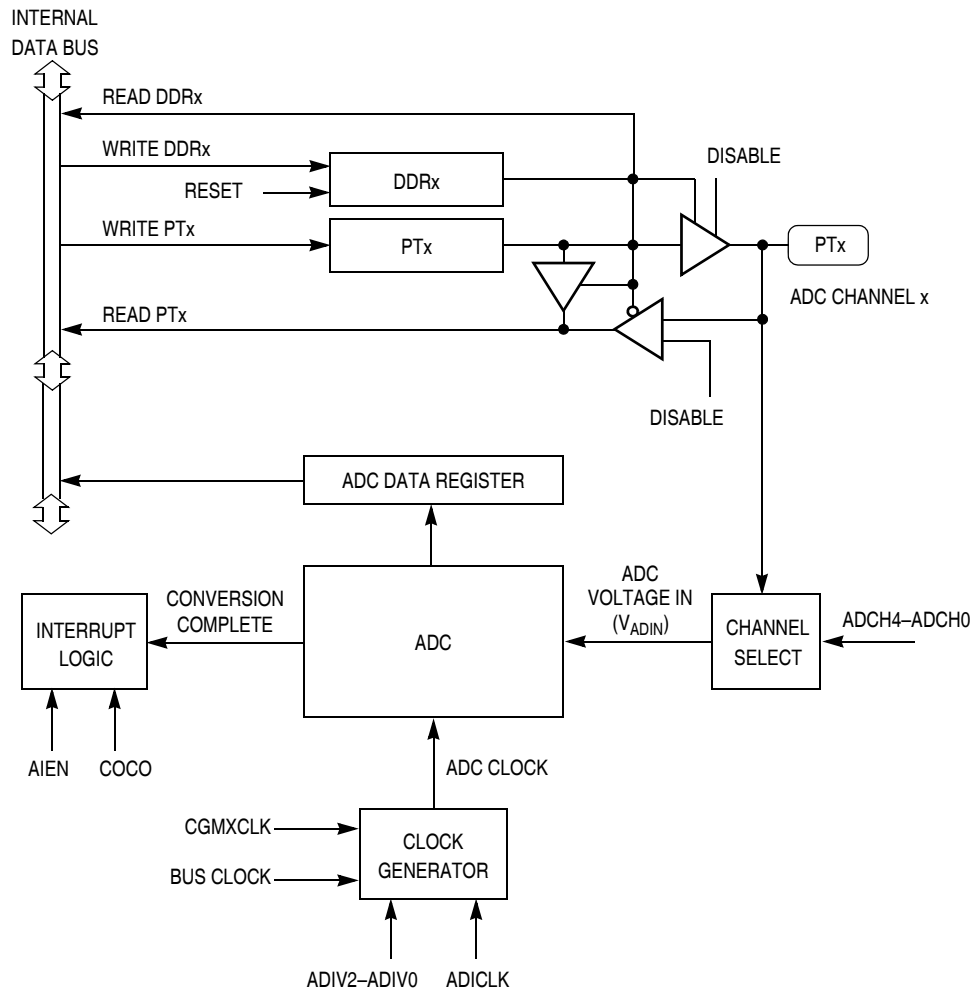 INTERNAL
DATA BUS
READ DDRx
WRITE DDRx
DISABLE
DDRx
RESET
WRITE PTx
PTx
PTx
ADC CHANNEL x
READ PTx
DISABLE
ADC DATA REGISTER
INTERRUPT
LOGIC
CONVERSION
COMPLETE
ADC
ADC
VOLTAGE IN
(VADIN)
CHANNEL
SELECT
ADCH4–ADCH0
AIEN
COCO
ADC CLOCK
CGMXCLK
BUS CLOCK
CLOCK
GENERATOR
ADIV2–ADIV0
ADICLK